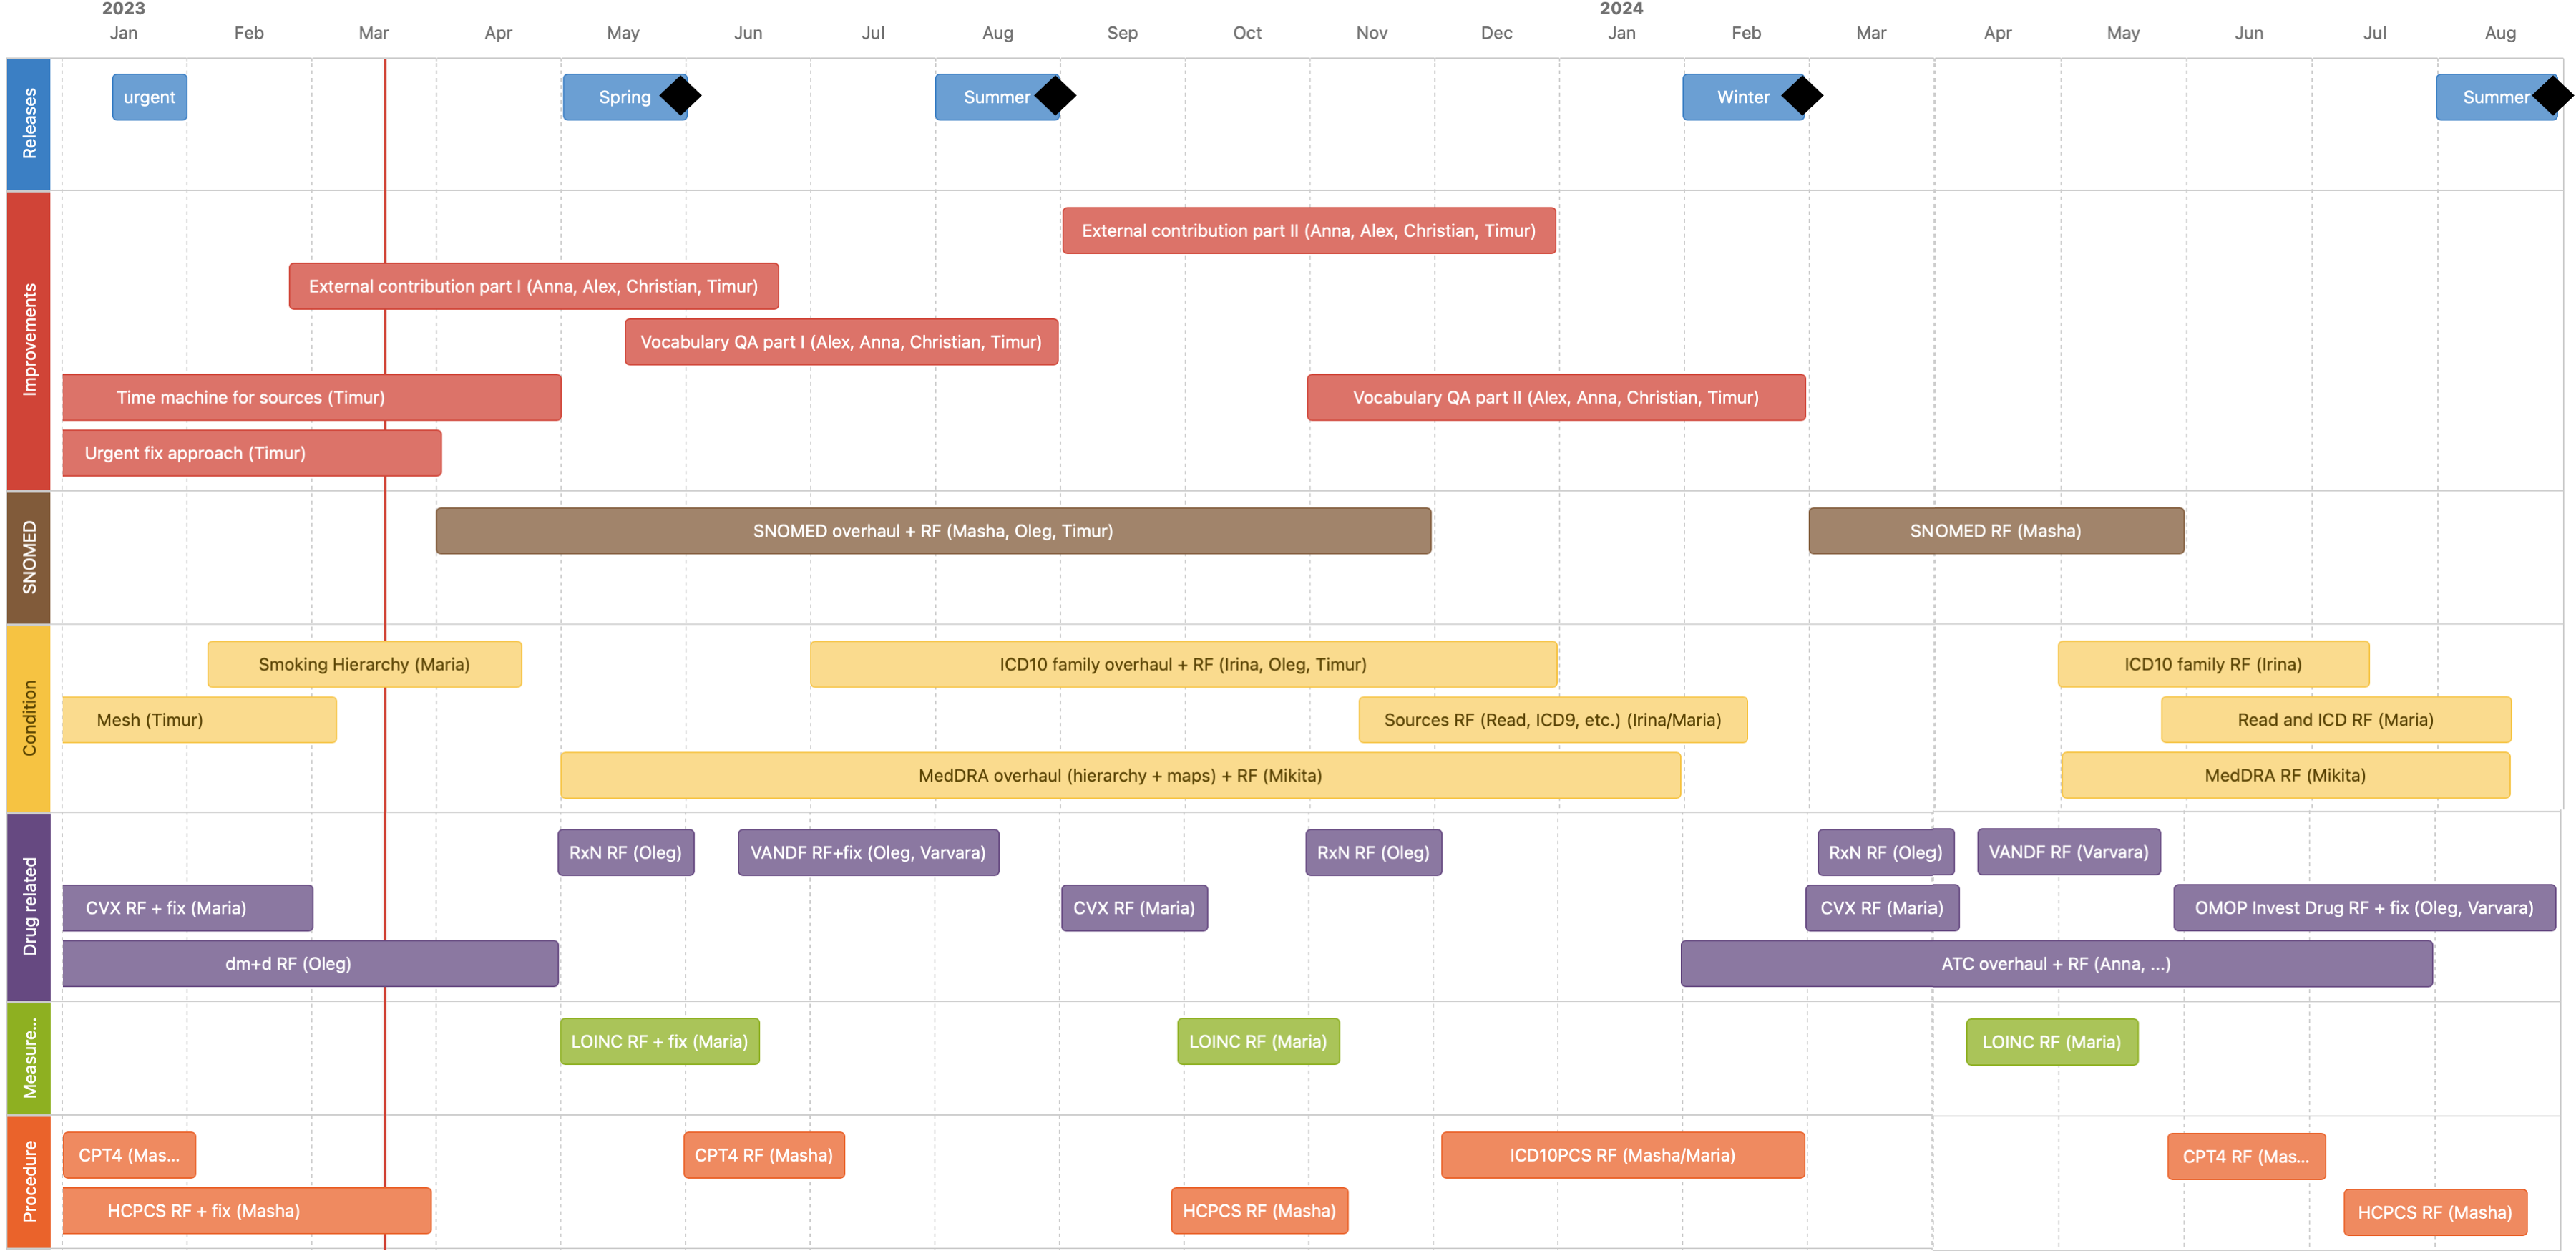 2023
2024
Jan Feb Mar Apr May Jun Jul Aug Sep Oct Nov Dec Jan Feb Mar Apr May Jun Jul Aug
Releases
urgent Spring Summer Winter Summer
Improvements
External contribution part II (Anna, Alex, Christian, Timur)
External contribution part I (Anna, Alex, Christian, Timur)
Vocabulary QA part I (Alex, Anna, Christian, Timur)
Time machine for sources (Timur) Vocabulary QA part II (Alex, Anna, Christian, Timur)
Urgent fix approach (Timur)
SNOMED
SNOMED overhaul + RF (Masha, Oleg, Timur) SNOMED RF (Masha)
Condition
Smoking Hierarchy (Maria) ICD10 family overhaul + RF (Irina, Oleg, Timur) ICD10 family RF (Irina)
Mesh (Timur) Sources RF (Read, ICD9, etc.) (Irina/Maria) Read and ICD RF (Maria)
MedDRA overhaul (hierarchy + maps) + RF (Mikita) MedDRA RF (Mikita)
Drug related
RxN RF (Oleg) VANDF RF+fix (Oleg, Varvara) RxN RF (Oleg) RxN RF (Oleg) VANDF RF (Varvara)
CVX RF + fix (Maria) CVX RF (Maria) CVX RF (Maria) OMOP Invest Drug RF + fix (Oleg, Varvara)
dm+d RF (Oleg) ATC overhaul + RF (Anna, ...)
Measure...
LOINC RF + fix (Maria) LOINC RF (Maria) LOINC RF (Maria)
Procedure
CPT4 (Mas... CPT4 RF (Masha) ICD10PCS RF (Masha/Maria) CPT4 RF (Mas...
HCPCS RF + fix (Masha) HCPCS RF (Masha) HCPCS RF (Masha)